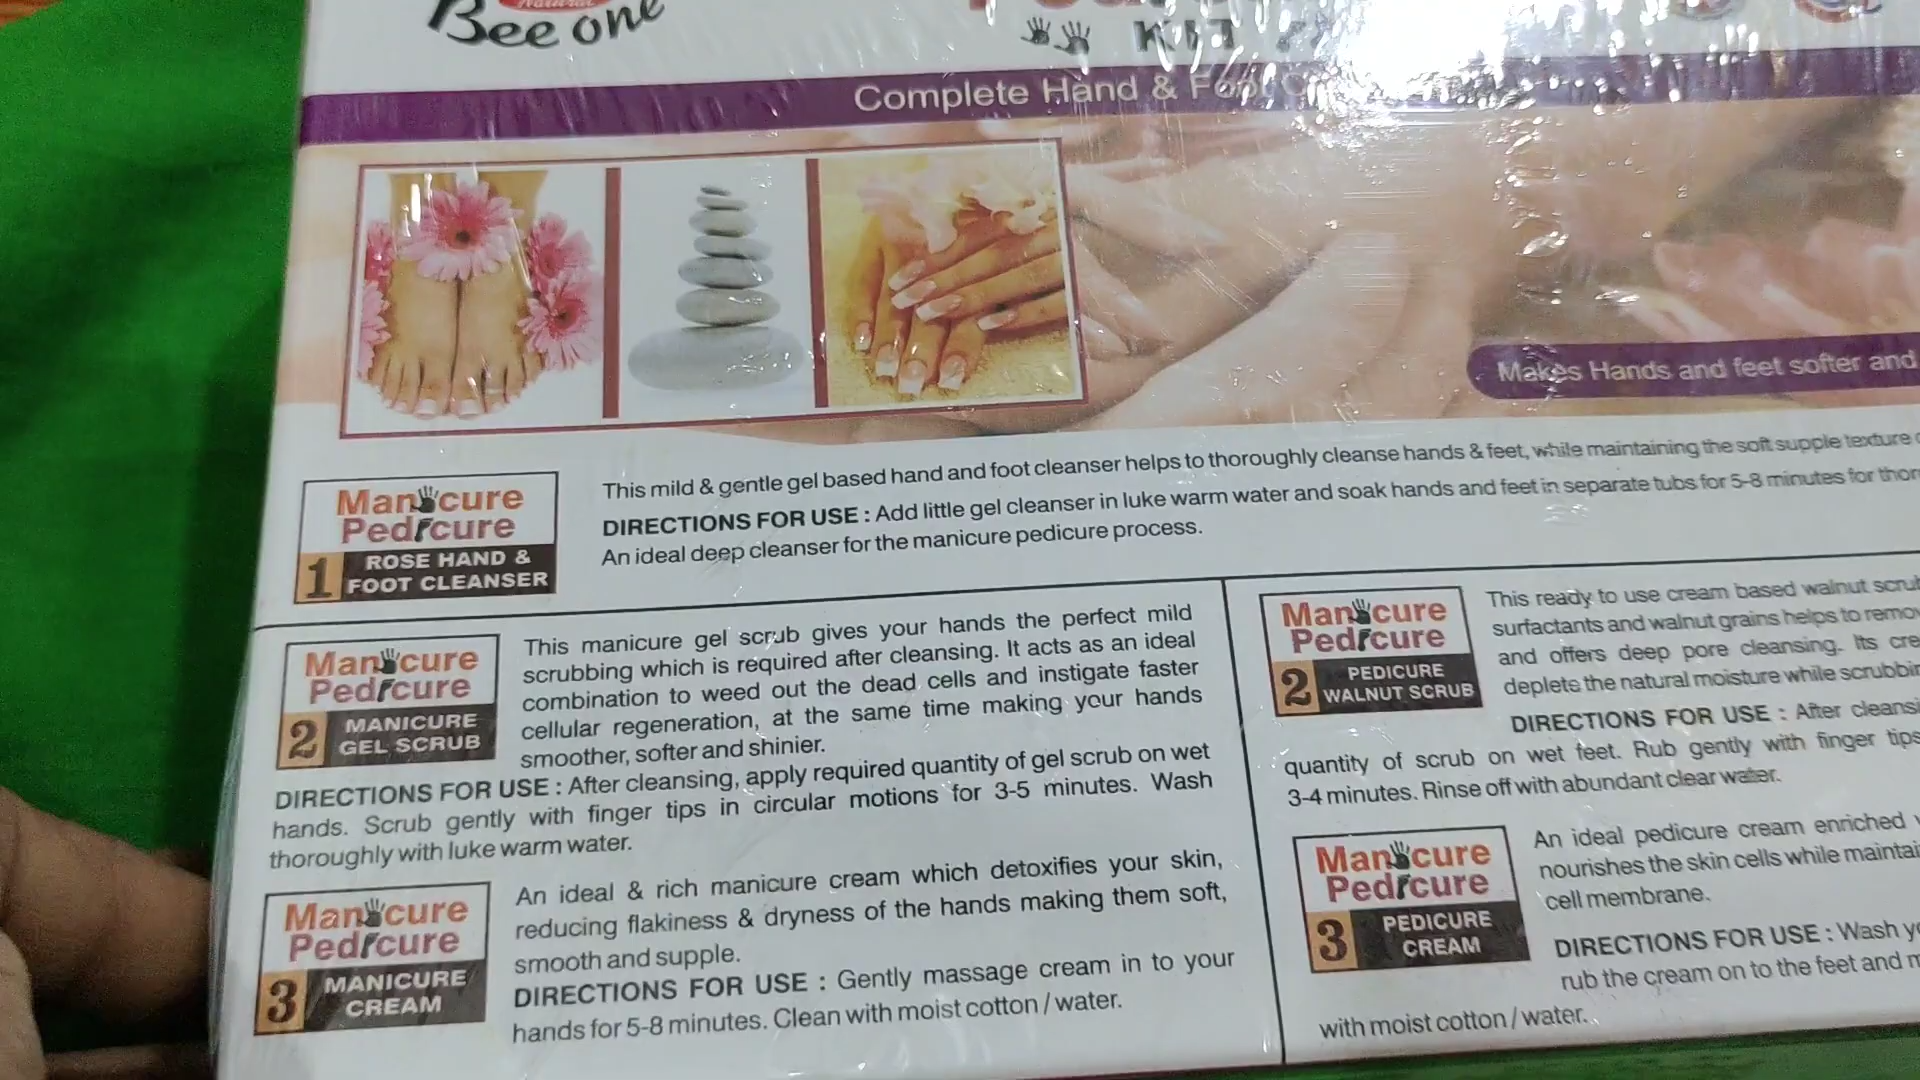 Natural
Bee one
KIT
Complete Hand & Foot
Makes Hands and feet softer and
Manicure
Pedicure
1 ROSE HAND &
FOOT CLEANSER
This mild & gentle gel based hand and foot cleanser helps to thoroughly cleanse hands & feet, while maintaining the soft supple texture
DIRECTIONS FOR USE : Add little gel cleanser in luke warm water and soak hands and feet in separate tubs for 5-8 minutes for
An ideal deep cleanser for the manicure pedicure process.
Manicure
Pedicure
2 MANICURE
GEL SCRUB
This manicure gel scrub gives your hands the perfect mild
scrubbing which is required after cleansing. It acts as an ideal
combination to weed out the dead cells and instigate faster
cellular regeneration, at the same time making your hands
smoother, softer and shinier.
DIRECTIONS FOR USE : After cleansing, apply required quantity of gel scrub on wet
hands. Scrub gently with finger tips in circular motions for 3-5 minutes. Wash
thoroughly with luke warm water.
Manicure
Pedicure
3 MANICURE
CREAM
An ideal & rich manicure cream which detoxifies your skin,
reducing flakiness & dryness of the hands making them soft,
smooth and supple.
DIRECTIONS FOR USE : Gently massage cream in to your
hands for 5-8 minutes. Clean with moist cotton / water.
Manicure
Pedicure
2 PEDICURE
WALNUT SCRUB
This ready to use cream based walnut
surfactants and walnut grains helps to
and offers deep pore cleansing. Its
deplete the natural moisture while
DIRECTIONS FOR USE : After
quantity of scrub on wet feet. Rub gently with finger tips
3-4 minutes. Rinse off with abundant clear water.
Manicure
Pedicure
3 PEDICURE
CREAM
An ideal pedicure cream enriched
nourishes the skin cells while
cell membrane.
DIRECTIONS FOR USE : Wash
rub the cream on to the feet and
with moist cotton / water.